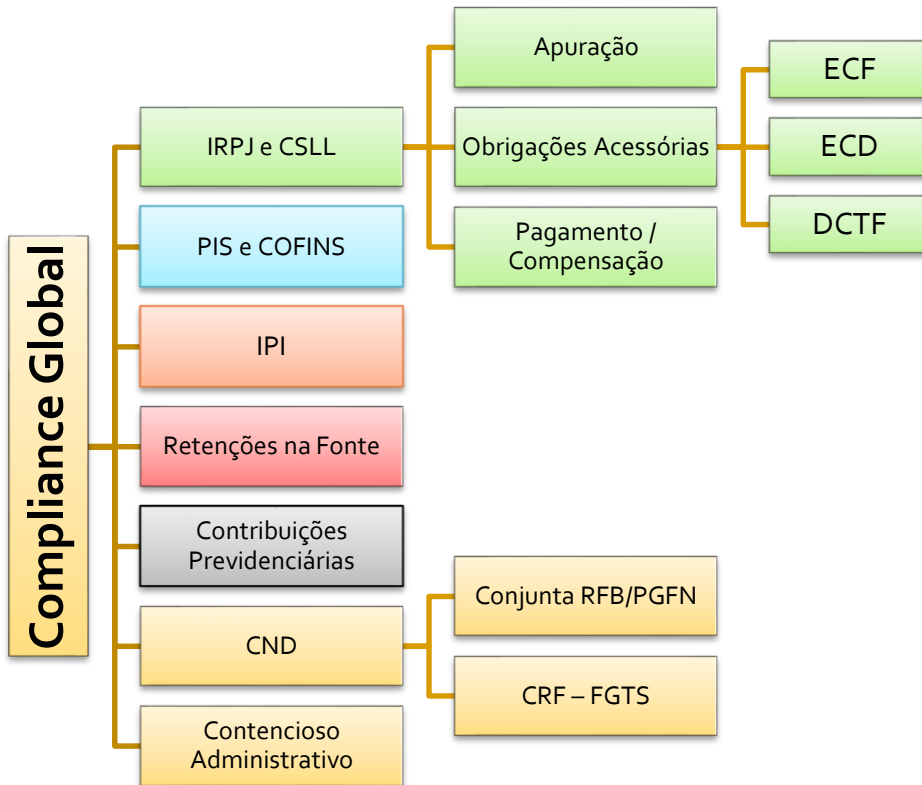 Compliance Global
IRPJ e CSLL
Apuração
Obrigações Acessórias
ECF
ECD
DCTF
Pagamento /
Compensação
PIS e COFINS
IPI
Retenções na Fonte
Contribuições
Previdenciárias
CND
Conjunta RFB/PGFN
CRF – FGTS
Contencioso
Administrativo